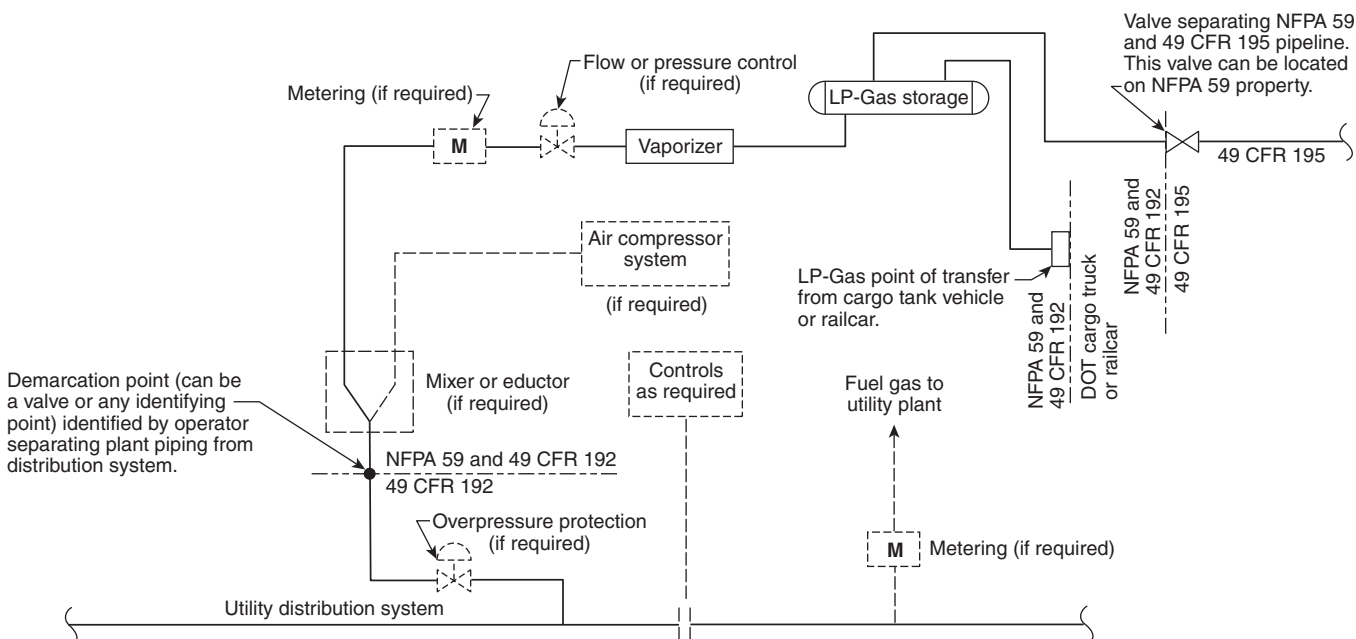 Valve separating NFPA 59
and 49 CFR 195 pipeline.
This valve can be located
on NFPA 59 property.
Flow or pressure control
(if required)
Metering (if required)
LP-Gas storage
M
Vaporizer
49 CFR 195
NFPA 59 and
49 CFR 192
49 CFR 195
Air compressor
system
(if required)
LP-Gas point of transfer
from cargo tank vehicle
or railcar.
NFPA 59 and
49 CFR 192
DOT cargo truck
or railcar
Demarcation point (can be
a valve or any identifying
point) identified by operator
separating plant piping from
distribution system.
Mixer or eductor
(if required)
Controls
as required
Fuel gas to
utility plant
NFPA 59 and 49 CFR 192
49 CFR 192
Overpressure protection
(if required)
M
Metering (if required)
Utility distribution system